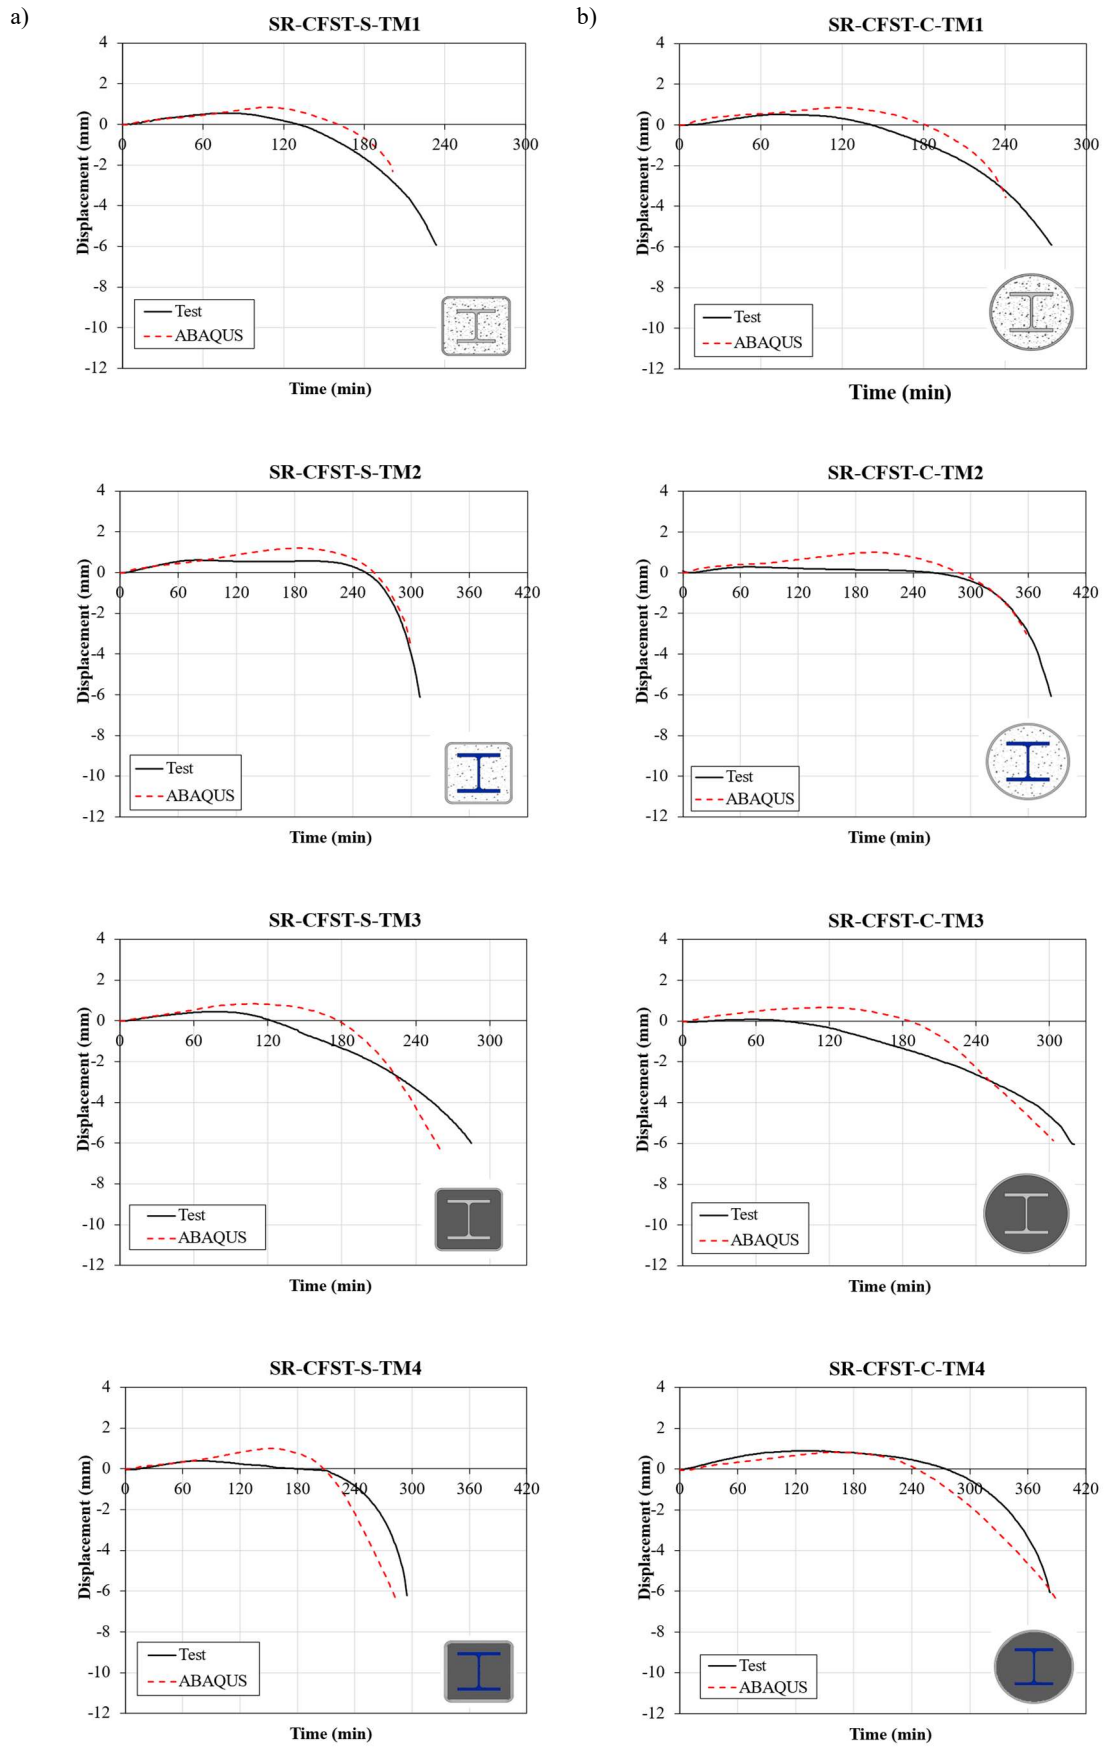 a)
SR-CFST-S-TM1
4
2
0
-2
-4
-6
-8
-10
-12
0 60 120 180 240 300
Displacement (mm)
Test
ABAQUS
Time (min)
b)
SR-CFST-C-TM1
4
2
0
-2
-4
-6
-8
-10
-12
0 60 120 180 240 300
Displacement (mm)
Test
ABAQUS
Time (min)
SR-CFST-S-TM2
4
2
0
-2
-4
-6
-8
-10
-12
0 60 120 180 240 300 360 420
Displacement (mm)
Test
ABAQUS
Time (min)
SR-CFST-C-TM2
4
2
0
-2
-4
-6
-8
-10
-12
0 60 120 180 240 300 360 420
Displacement (mm)
Test
ABAQUS
Time (min)
SR-CFST-S-TM3
4
2
0
-2
-4
-6
-8
-10
-12
0 60 120 180 240 300
Displacement (mm)
Test
ABAQUS
Time (min)
SR-CFST-C-TM3
4
2
0
-2
-4
-6
-8
-10
-12
0 60 120 180 240 300
Displacement (mm)
Test
ABAQUS
Time (min)
SR-CFST-S-TM4
4
2
0
-2
-4
-6
-8
-10
-12
0 60 120 180 240 300 360 420
Displacement (mm)
Test
ABAQUS
Time (min)
SR-CFST-C-TM4
4
2
0
-2
-4
-6
-8
-10
-12
0 60 120 180 240 300 360 420
Displacement (mm)
Test
ABAQUS
Time (min)